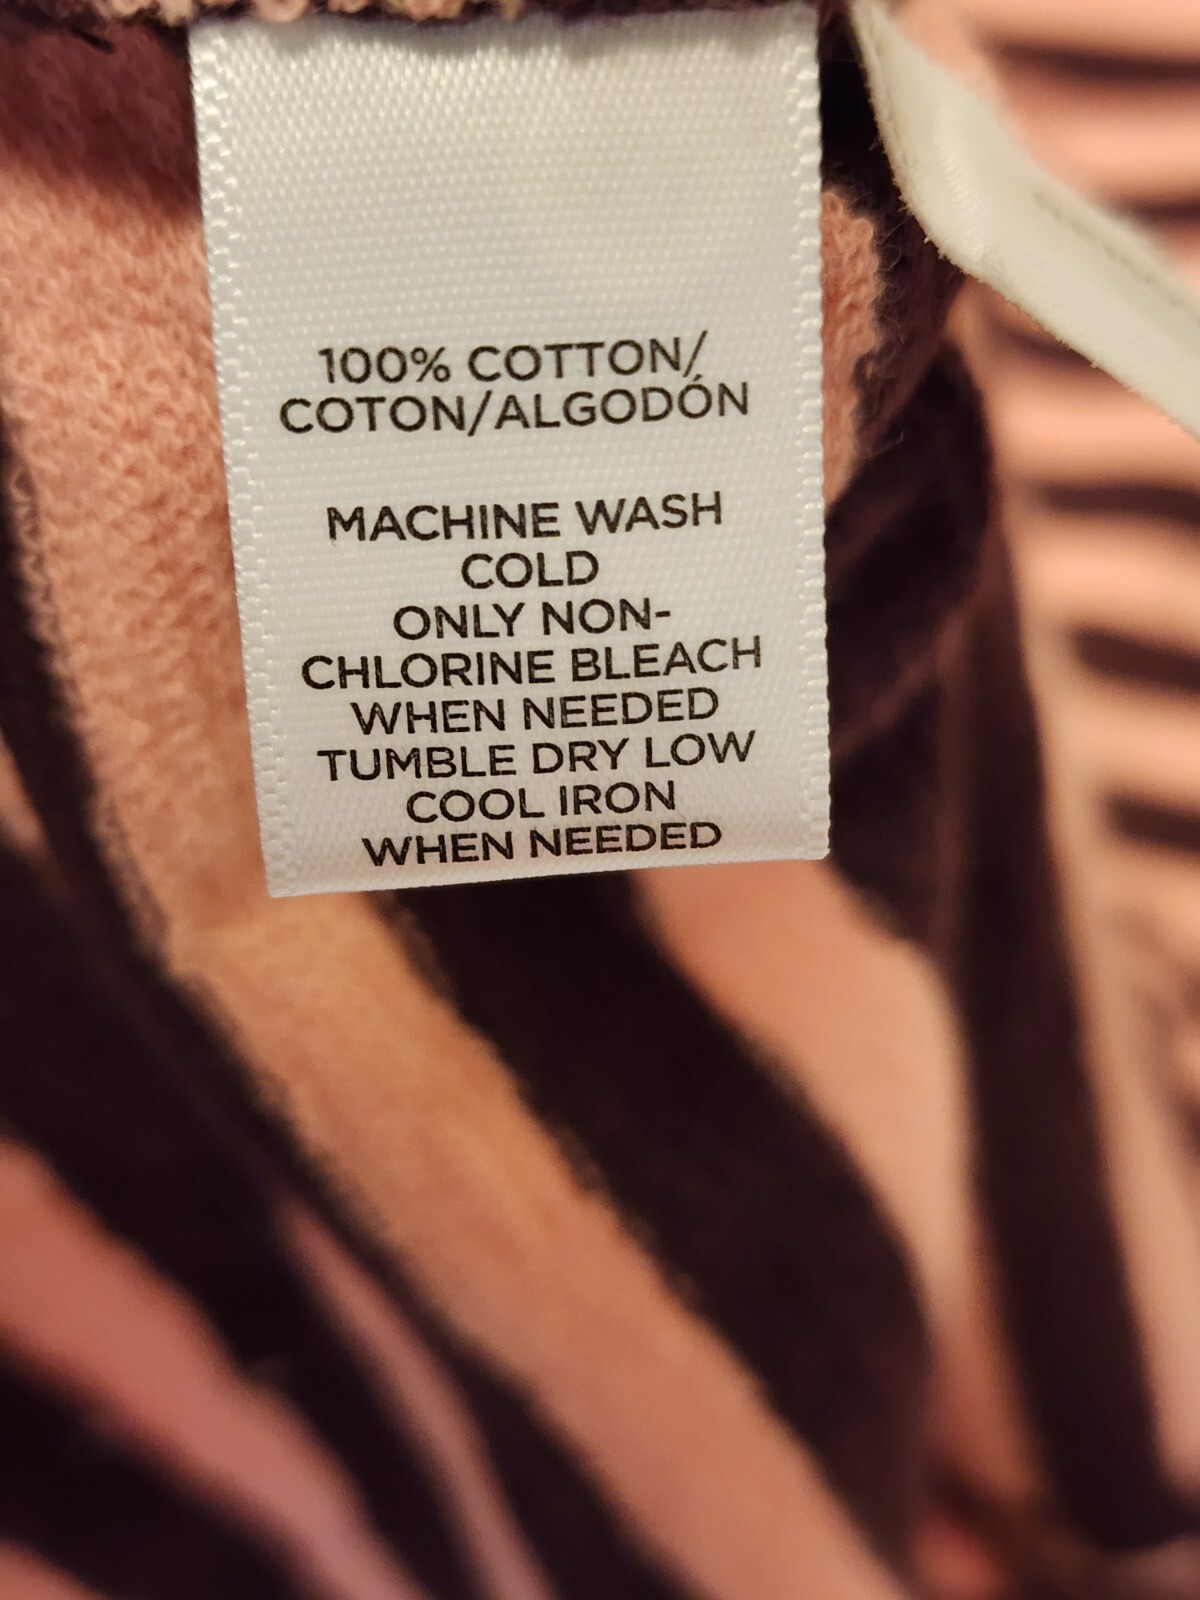 100% COTTON/
COTON/ALGODÓN
MACHINE WASH
COLD
ONLY NON-
CHLORINE BLEACH
WHEN NEEDED
TUMBLE DRY LOW
COOL IRON
WHEN NEEDED